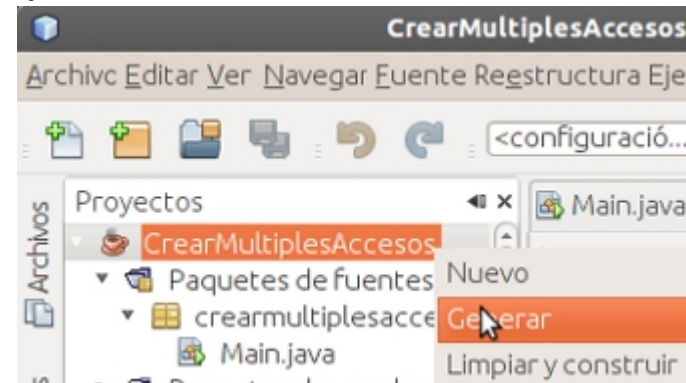 CrearMultiplesAccesos
Archivo Editar Ver Navegar Fuente Reestructura Eje
<configuració...
Proyectos
Main.java
Archivos
CrearMultiplesAccesos
Paquetes de fuentes
Nuevo
crearmultiplesacce
Generar
Main.java
Limpiar y construir